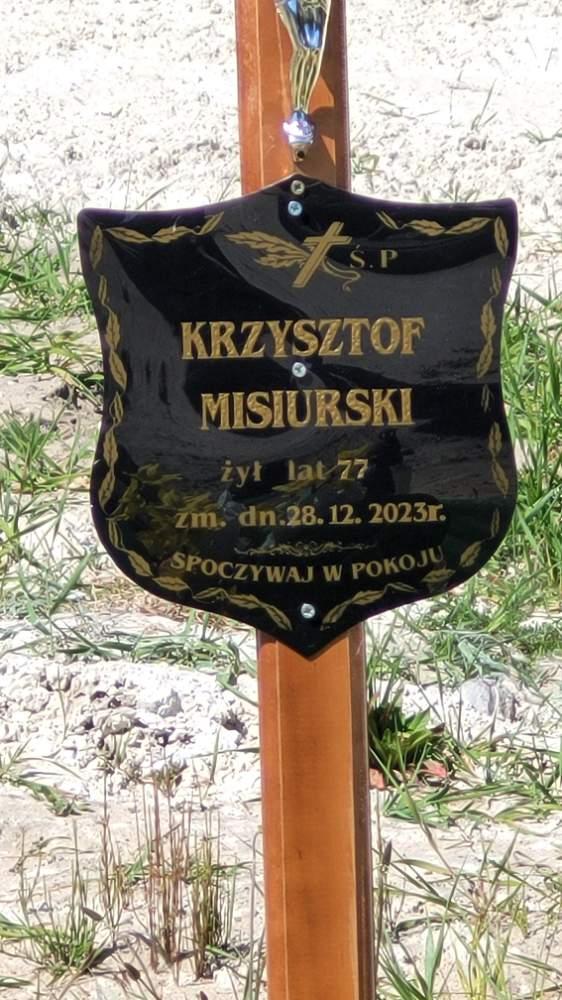 Ś.P
KRZYSZTOF
MISIURSKI
żył lat 77
zm. dn. 28. 12. 2023r.
SPOCZYWAJ W POKOJU